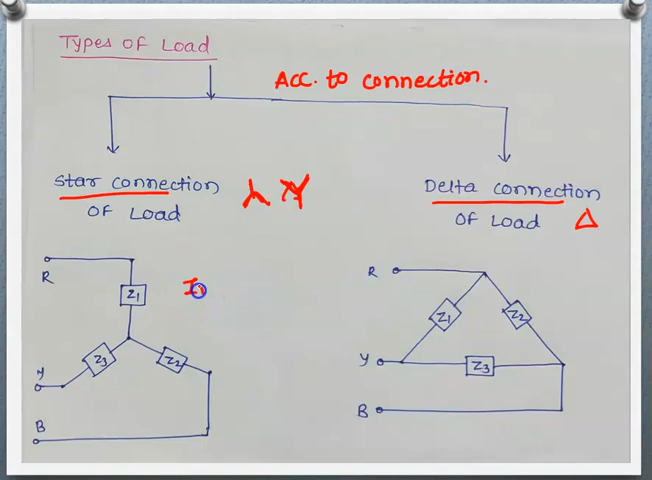 Types of Load
Acc. to connection.
Star connection
of Load
Delta connection
of Load
Δ
R
Z1
Z3
Z2
Y
B
R
Z1
Z2
Y
Z3
B